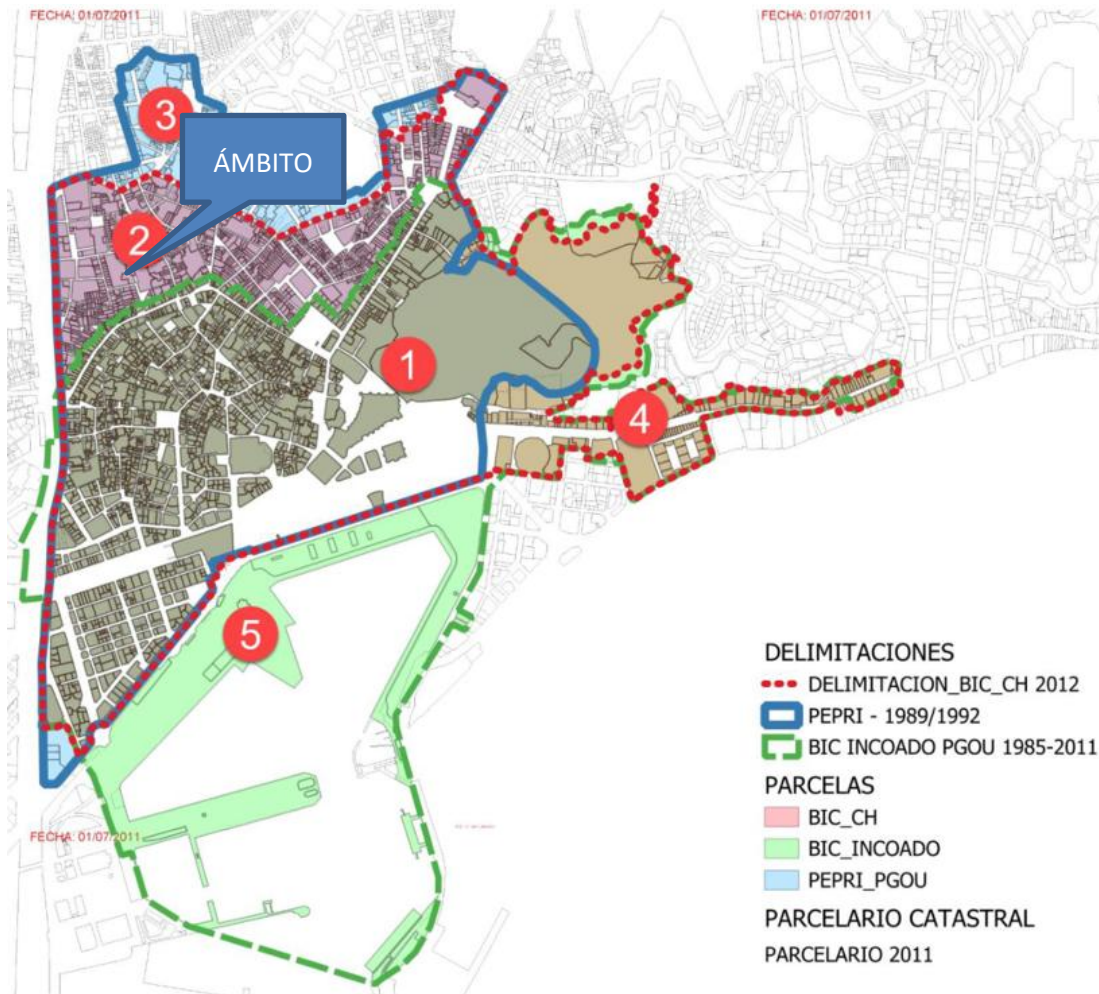 FECHA: 01/07/2011
FECHA: 01/07/2011
3
ÁMBITO
2
1
4
5
DELIMITACIONES
DELIMITACION_BIC_CH 2012
PEPRI - 1989/1992
BIC INCOADO PGOU 1985-2011
PARCELAS
BIC_CH
BIC_INCOADO
PEPRI_PGOU
PARCELARIO CATASTRAL
PARCELARIO 2011
FECHA: 01/07/2011